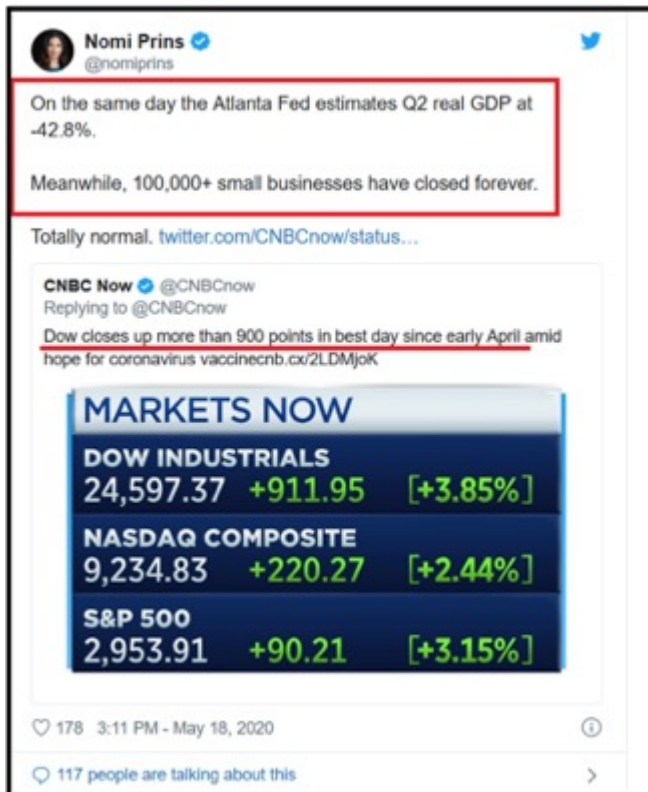 Nomi Prins
@nomiprins
On the same day the Atlanta Fed estimates Q2 real GDP at
-42.8%.
Meanwhile, 100,000+ small businesses have closed forever.
Totally normal. twitter.com/CNBCnow/status…
CNBC Now @CNBCnow
Replying to @CNBCnow
Dow closes up more than 900 points in best day since early April amid
hope for coronavirus vaccinecnb.cx/2LDMjoK
MARKETS NOW
DOW INDUSTRIALS
24,597.37 +911.95 [+3.85%]
NASDAQ COMPOSITE
9,234.83 +220.27 [+2.44%]
S&P 500
2,953.91 +90.21 [+3.15%]
178 3:11 PM - May 18, 2020
117 people are talking about this